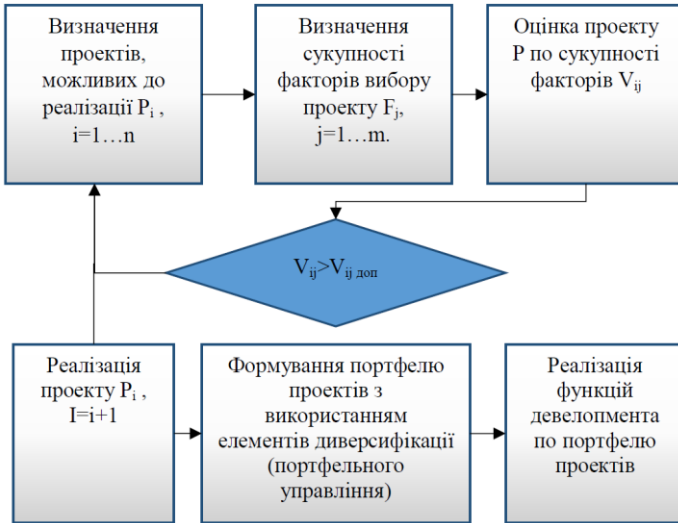 Визначення
проектів,
можливих до
реалізації Pᵢ ,
i=1…n
Визначення
сукупності
факторів вибору
проекту Fⱼ,
j=1…m.
Оцінка проекту
P по сукупності
факторів Vᵢⱼ
Vᵢⱼ>Vᵢⱼ доп
Реалізація
проекту Pᵢ ,
I=i+1
Формування портфелю
проектів з
використанням
елементів диверсифікації
(портфельного
управління)
Реалізація
функцій
девелопмента
по портфелю
проектів